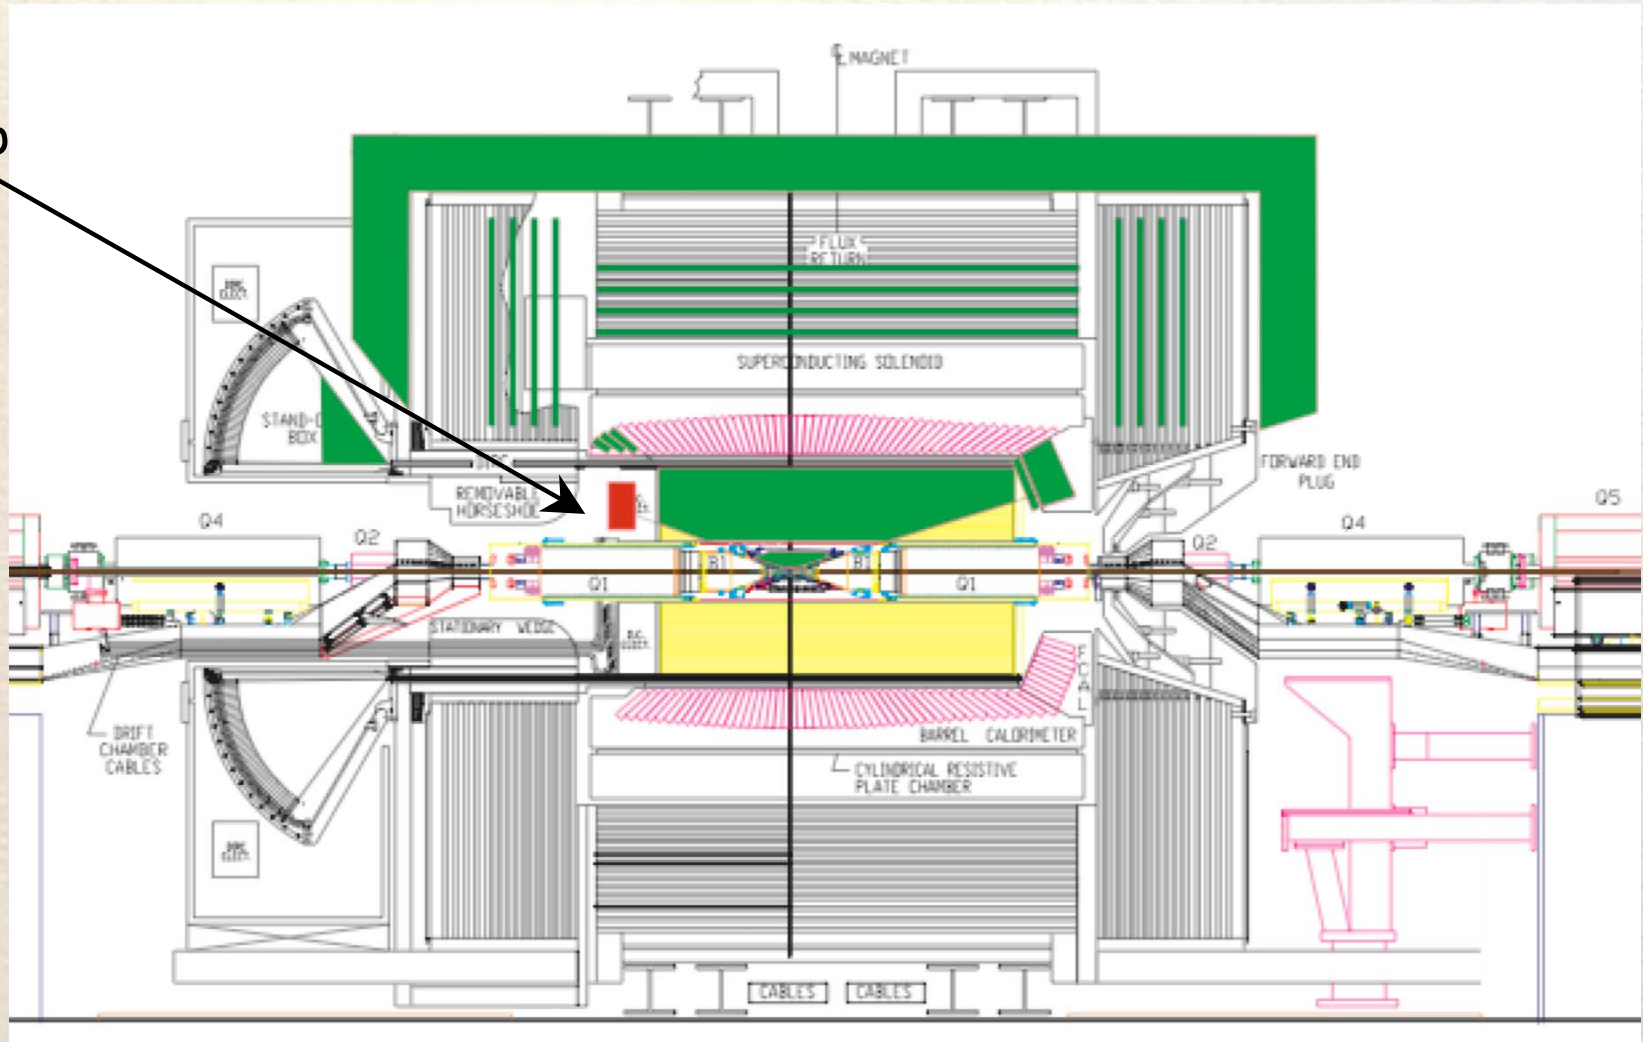 ℄ MAGNET
FLUX
RETURN
SUPERCONDUCTING SOLENOID
STAND-O
BOX
DIRC
REMOVABLE
HORSESHOE
FORWARD END
PLUG
Q4
Q2
Q1
B1
B1
Q1
Q2
Q4
Q5
STATIONARY WEDGE
FCAL
DRIFT
CHAMBER
CABLES
BARREL CALORIMETER
CYLINDRICAL RESISTIVE
PLATE CHAMBER
CABLES
CABLES